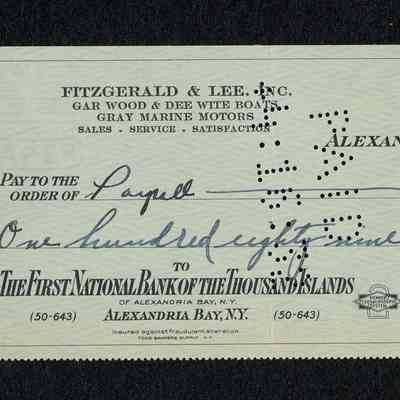 FITZGERALD & LEE, INC.
GAR WOOD & DEE WITE BOATS
GRAY MARINE MOTORS
SALES - SERVICE - SATISFACTION
ALEXAN
PAY TO THE
ORDER OF Payroll
One hundred eighty nine
TO
THE FIRST NATIONAL BANK OF THE THOUSAND ISLANDS
OF ALEXANDRIA BAY, N.Y.
(50-643) ALEXANDRIA BAY, N.Y. (50-643)
Insured against fraudulent alteration